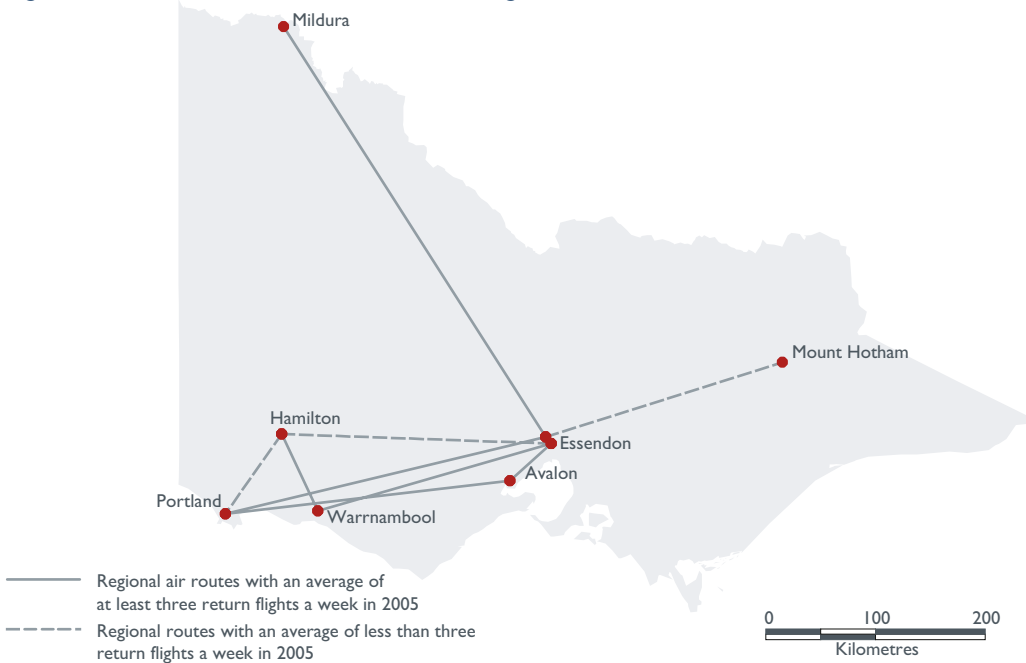 Mildura
Mount Hotham
Hamilton
Essendon
Avalon
Portland
Warrnambool
Regional air routes with an average of
at least three return flights a week in 2005
Regional routes with an average of less than three
return flights a week in 2005
0 100 200
Kilometres